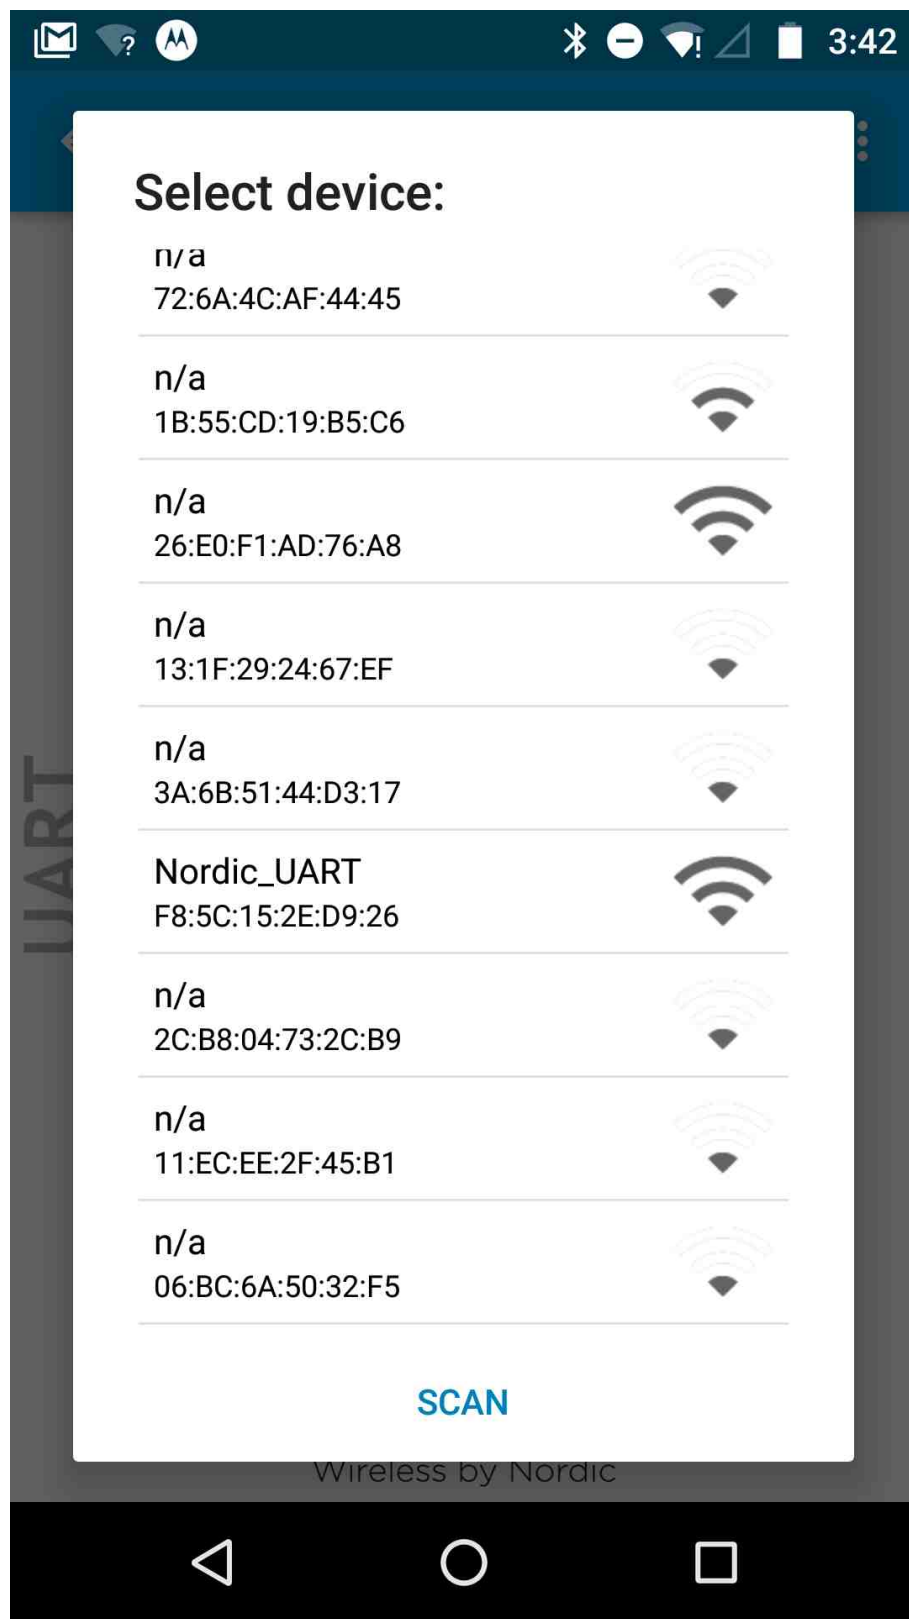 3:42
Select device:
n/a
72:6A:4C:AF:44:45
n/a
1B:55:CD:19:B5:C6
n/a
26:E0:F1:AD:76:A8
n/a
13:1F:29:24:67:EF
n/a
3A:6B:51:44:D3:17
UART
Nordic_UART
F8:5C:15:2E:D9:26
n/a
2C:B8:04:73:2C:B9
n/a
11:EC:EE:2F:45:B1
n/a
06:BC:6A:50:32:F5
SCAN
Wireless by Nordic